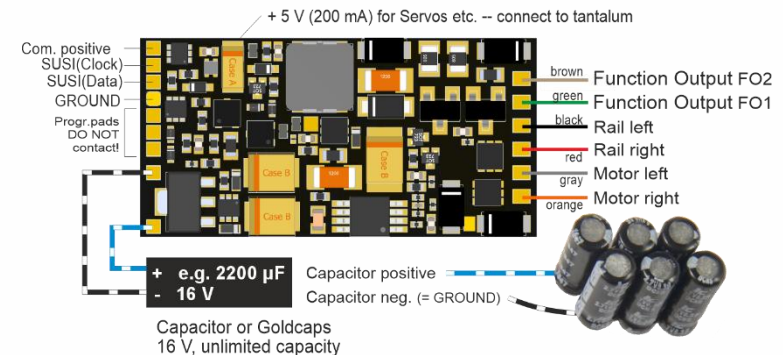 + 5 V (200 mA) for Servos etc. -- connect to tantalum
Com. positive
SUSI(Clock)
SUSI(Data)
GROUND
Progr.pads
DO NOT
contact!
Case A
Case B
Case B
Case B
brown
Function Output FO2
green
Function Output FO1
black
Rail left
Rail right
red
Motor left
gray
Motor right
orange
+ e.g. 2200 µF
- 16 V
Capacitor positive
Capacitor neg. (= GROUND)
Capacitor or Goldcaps
16 V, unlimited capacity